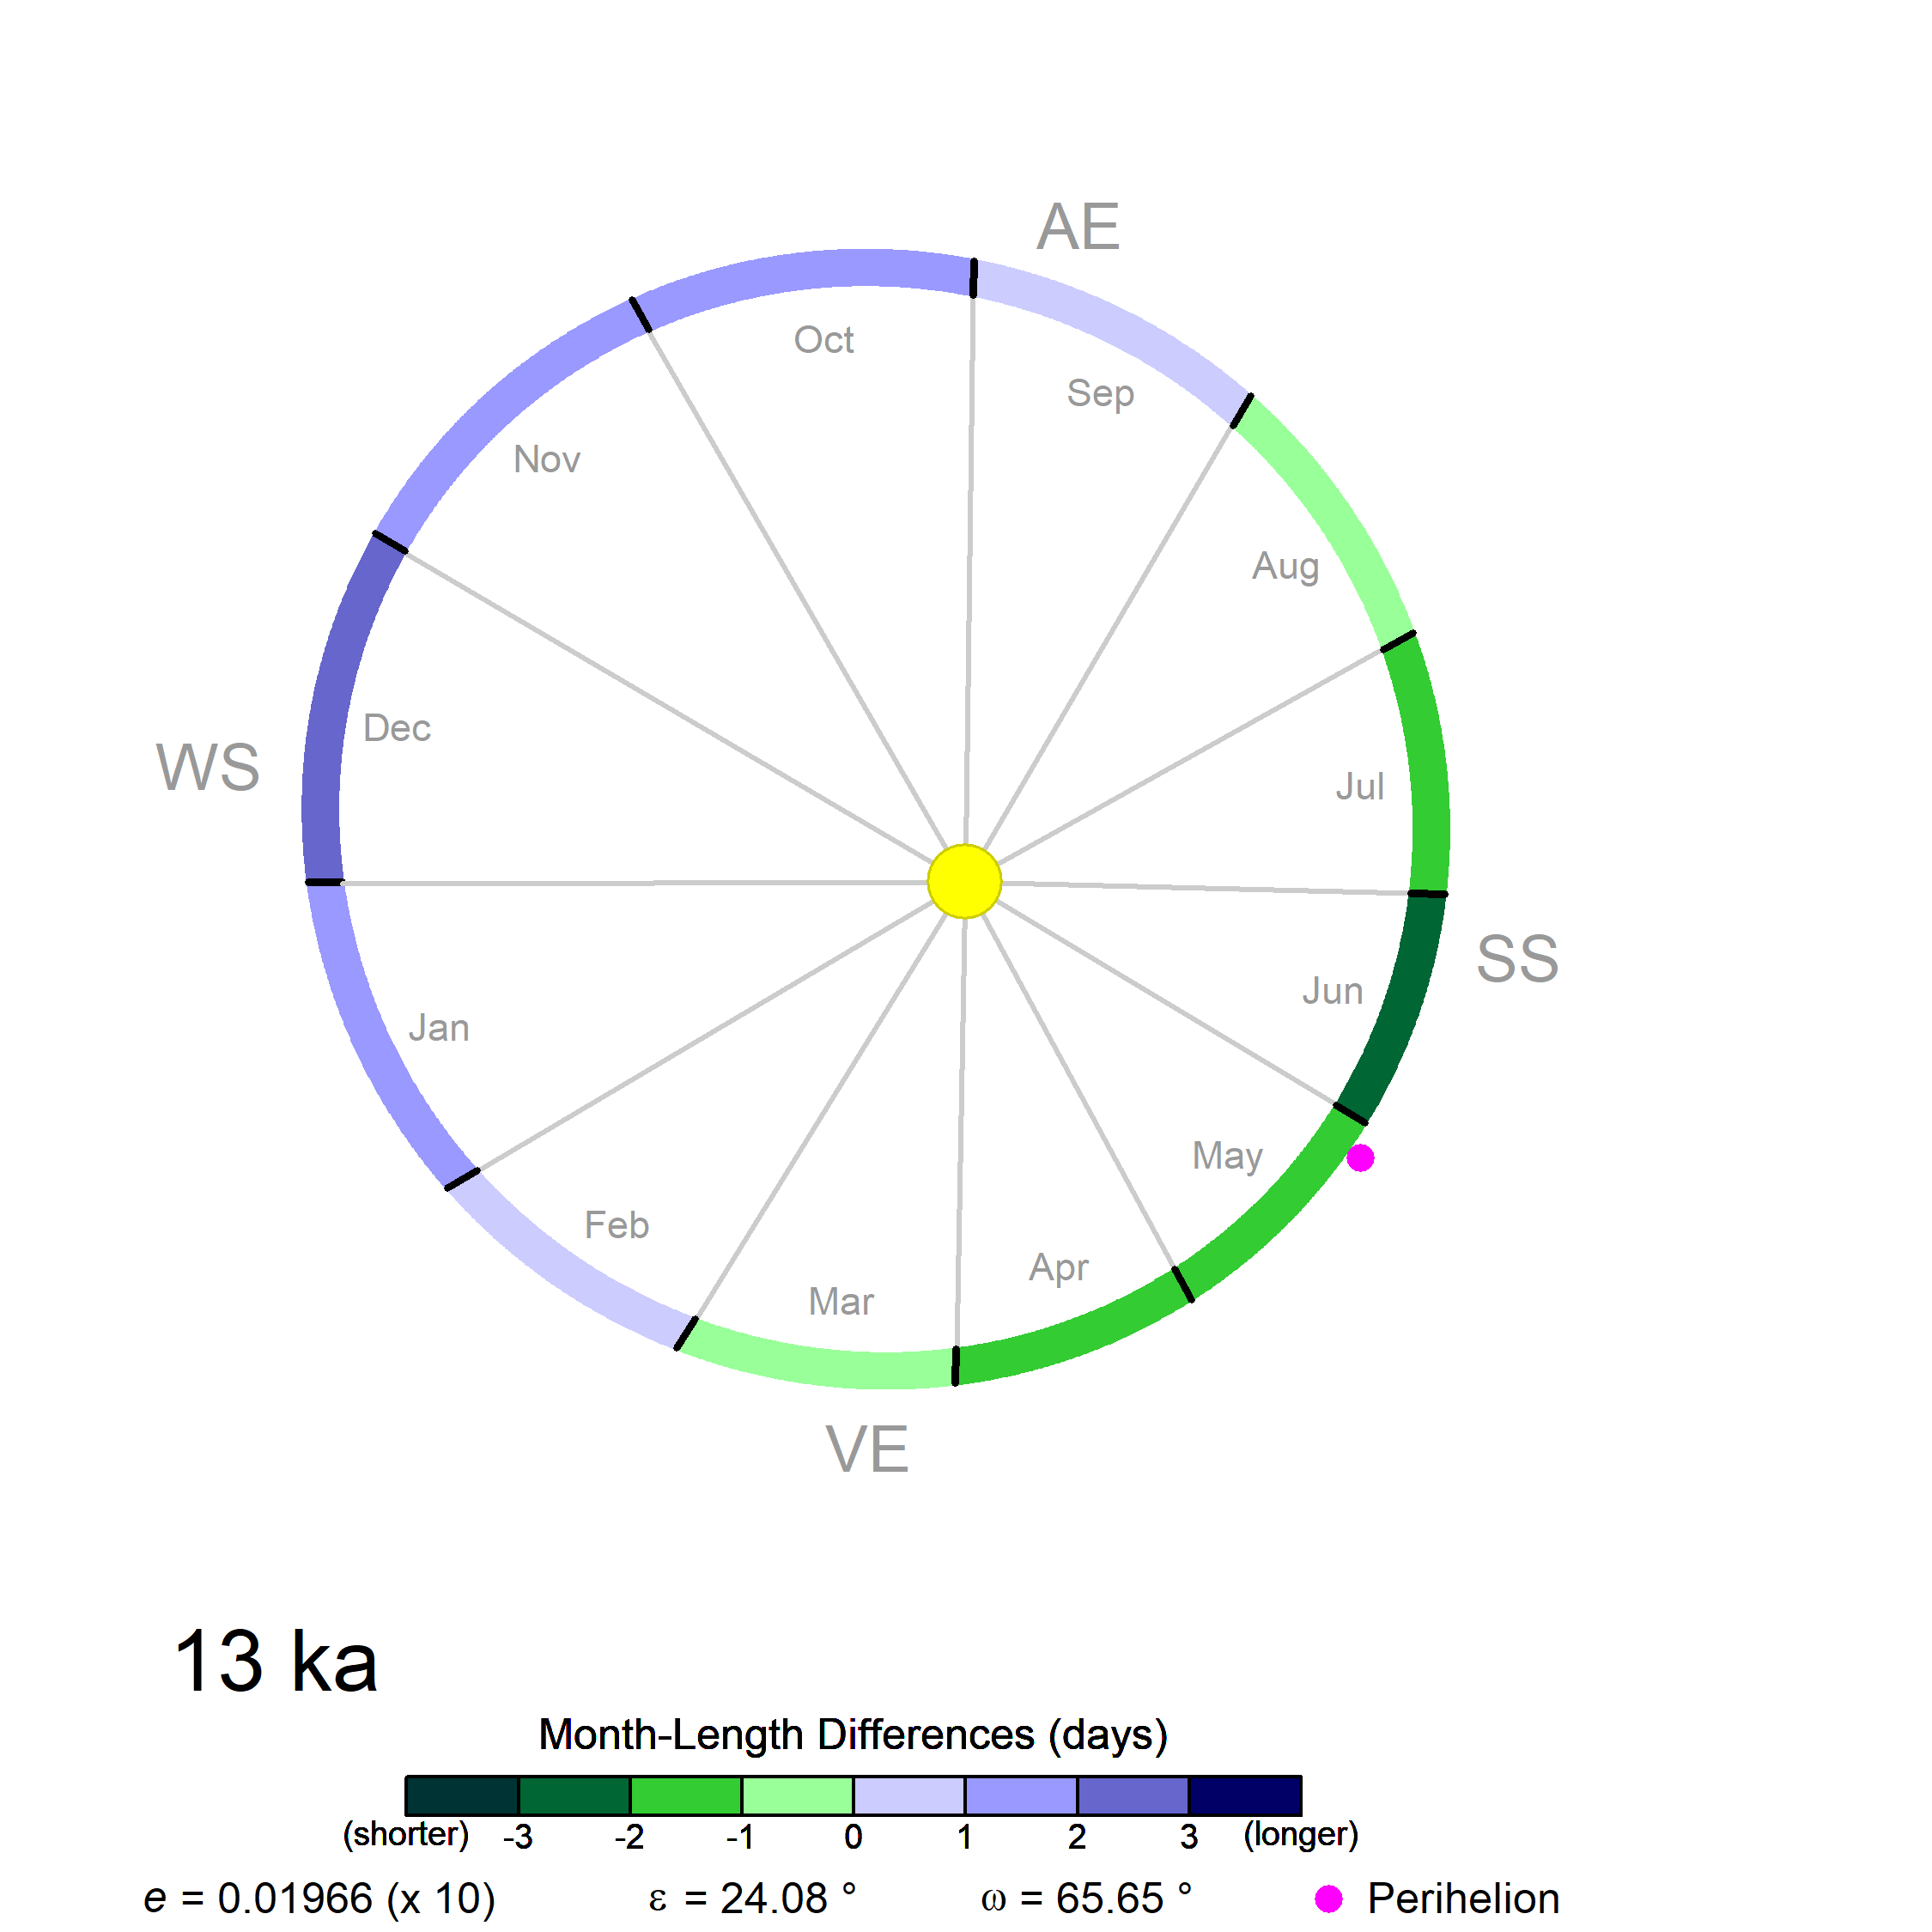 AE
Oct
Sep
Nov
Aug
Dec
WS
Jul
SS
Jun
Jan
May
Feb
Apr
Mar
VE
13 ka
Month-Length Differences (days)
(shorter) -3 -2 -1 0 1 2 3 (longer)
e = 0.01966 (x 10) ε = 24.08 ° ω = 65.65 ° Perihelion